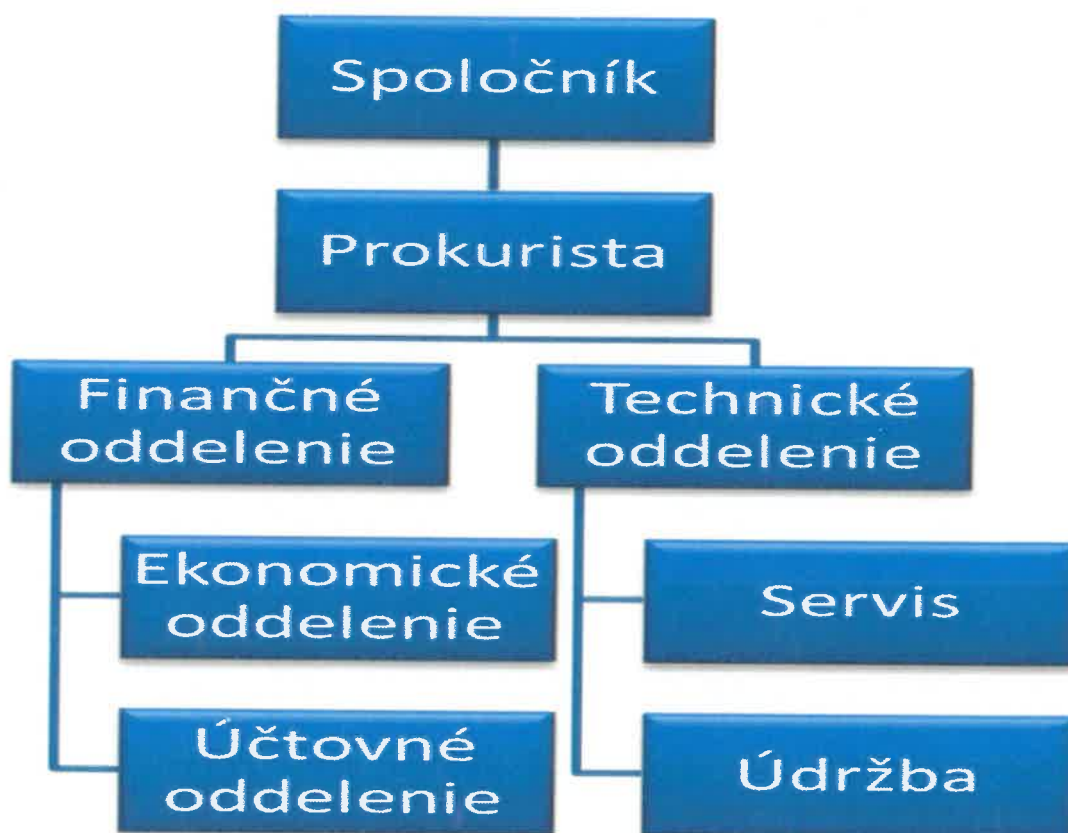 Spoločník
Prokurista
Finančné
oddelenie
Technické
oddelenie
Ekonomické
oddelenie
Servis
Účtovné
oddelenie
Údržba